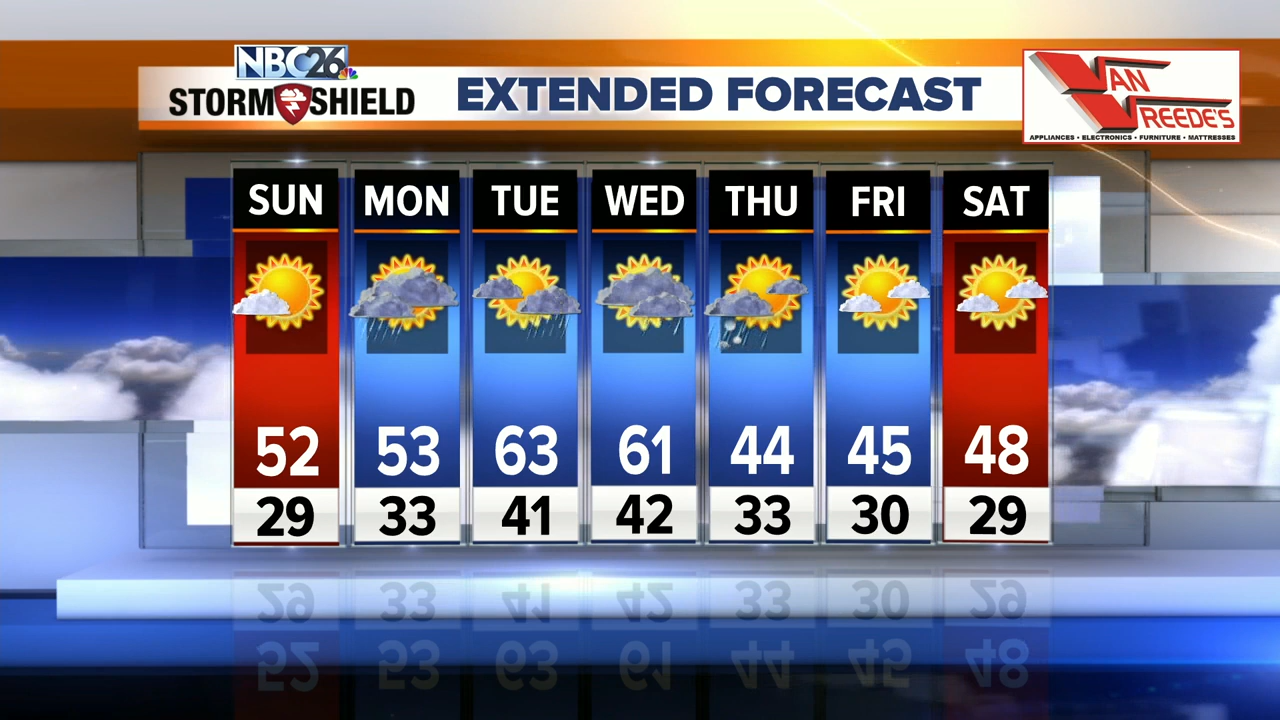 NBC26
STORM SHIELD
EXTENDED FORECAST
VAN VREEDE'S
APPLIANCES • ELECTRONICS • FURNITURE • MATTRESSES
SUN MON TUE WED THU FRI SAT
52 53 63 61 44 45 48
29 33 41 42 33 30 29